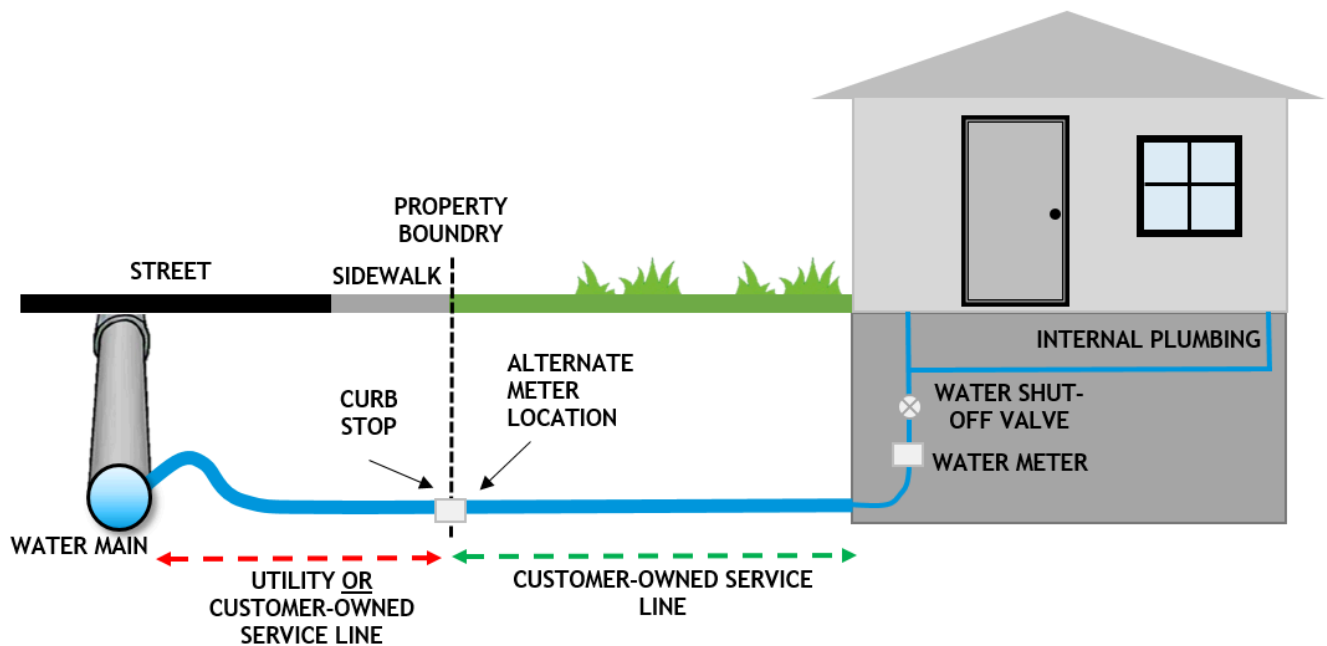 PROPERTY
BOUNDRY
STREET
SIDEWALK
INTERNAL PLUMBING
ALTERNATE
METER
LOCATION
CURB
STOP
WATER SHUT-
OFF VALVE
WATER METER
WATER MAIN
UTILITY OR
CUSTOMER-OWNED
SERVICE LINE
CUSTOMER-OWNED SERVICE
LINE